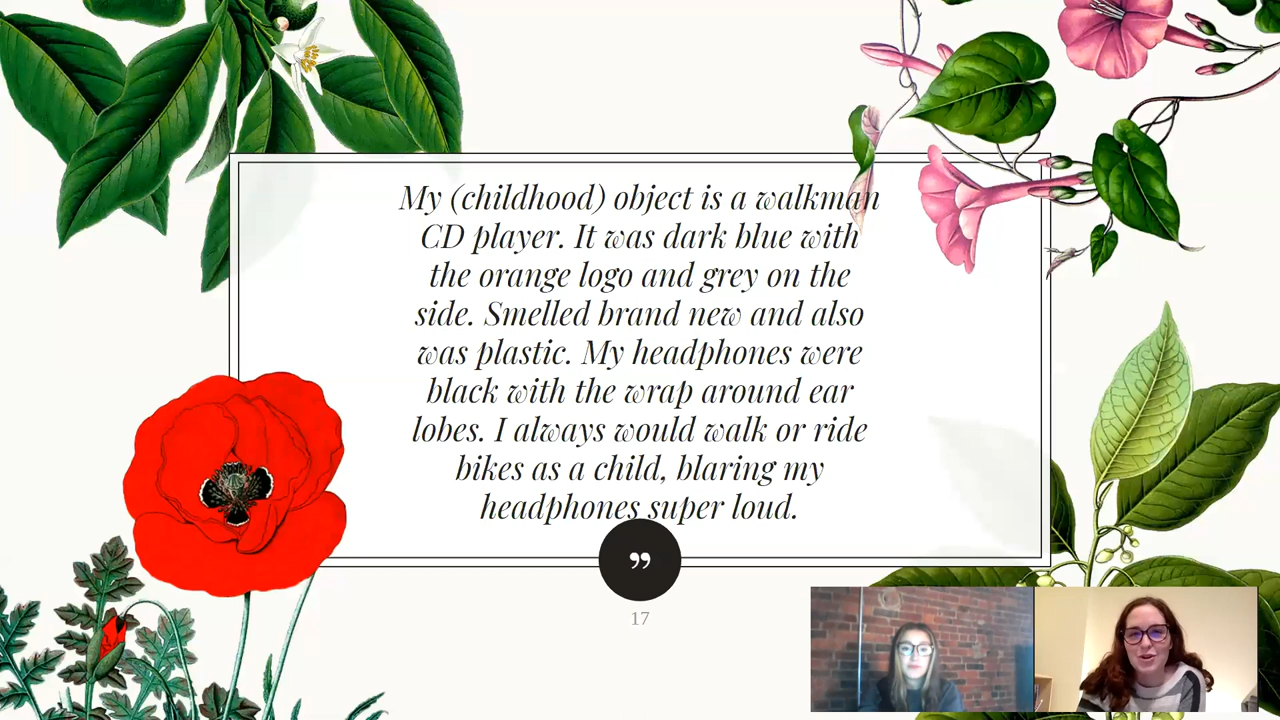 My (childhood) object is a walkman
CD player. It was dark blue with
the orange logo and grey on the
side. Smelled brand new and also
was plastic. My headphones were
black with the wrap around ear
lobes. I always would walk or ride
bikes as a child, blaring my
headphones super loud.
”
17